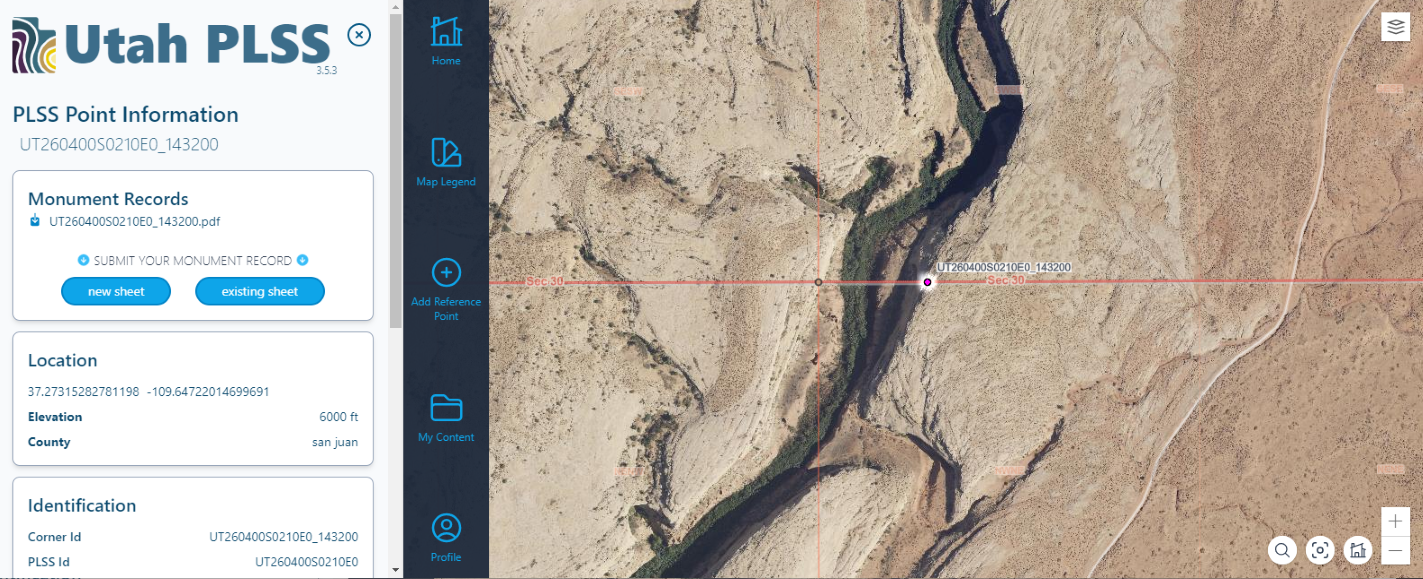 Utah PLSS
3.5.3
PLSS Point Information
UT260400S0210E0_143200
Monument Records
UT260400S0210E0_143200.pdf
SUBMIT YOUR MONUMENT RECORD
new sheet
existing sheet
Location
37.27315282781198 -109.64722014699691
Elevation 6000 ft
County san juan
Identification
Corner Id UT260400S0210E0_143200
PLSS Id UT260400S0210E0
Home
Map Legend
Add Reference
Point
My Content
Profile
UT260400S0210E0_143200
Sec 30
Sec 30